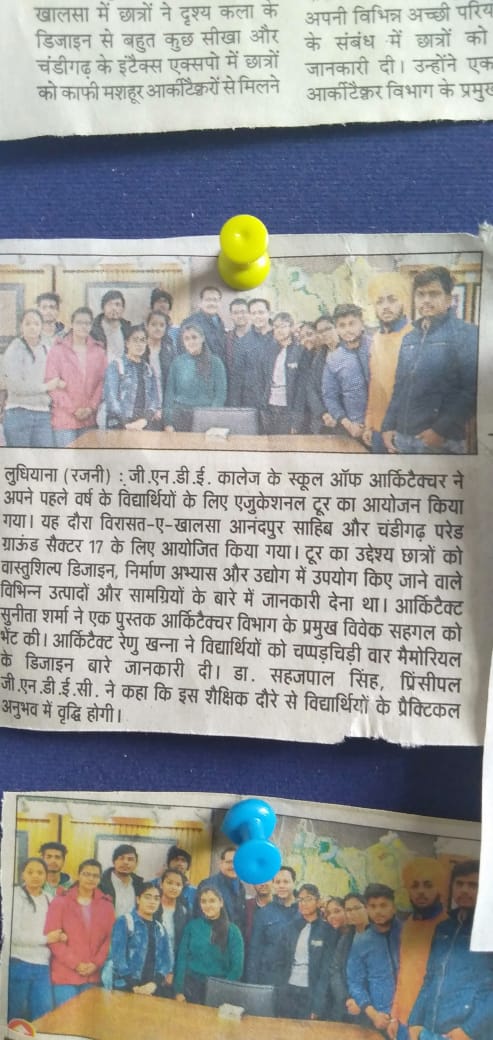 खालसा में छात्रों ने दृश्य कला के
डिजाइन से बहुत कुछ सीखा और
चंडीगढ़ के इंटैक्स एक्सपो में छात्रों
को काफी मशहूर आर्कीटैक्टरों से मिलने
अपनी विभिन्न अच्छी परिय
के संबंध में छात्रों को
जानकारी दी। उन्होंने एक
आर्कीटैक्चर विभाग के प्रमुख
लुधियाना (रजनी) : जी.एन.डी.ई. कालेज के स्कूल ऑफ आर्किटैक्चर ने
अपने पहले वर्ष के विद्यार्थियों के लिए एजुकेशनल टूर का आयोजन किया
गया। यह दौरा विरासत-ए-खालसा आनंदपुर साहिब और चंडीगढ़ परेड
ग्राऊंड सैक्टर 17 के लिए आयोजित किया गया। टूर का उद्देश्य छात्रों को
वास्तुशिल्प डिजाइन, निर्माण अभ्यास और उद्योग में उपयोग किए जाने वाले
विभिन्न उत्पादों और सामग्रियों के बारे में जानकारी देना था। आर्किटैक्ट
सुनीता शर्मा ने एक पुस्तक आर्किटैक्चर विभाग के प्रमुख विवेक सहगल को
भेंट की। आर्किटैक्ट रेणु खन्ना ने विद्यार्थियों को चप्पड़चिड़ी वार मैमोरियल
के डिजाइन बारे जानकारी दी। डा. सहजपाल सिंह, प्रिंसीपल
जी.एन.डी.ई.सी. ने कहा कि इस शैक्षिक दौरे से विद्यार्थियों के प्रैक्टिकल
अनुभव में वृद्धि होगी।